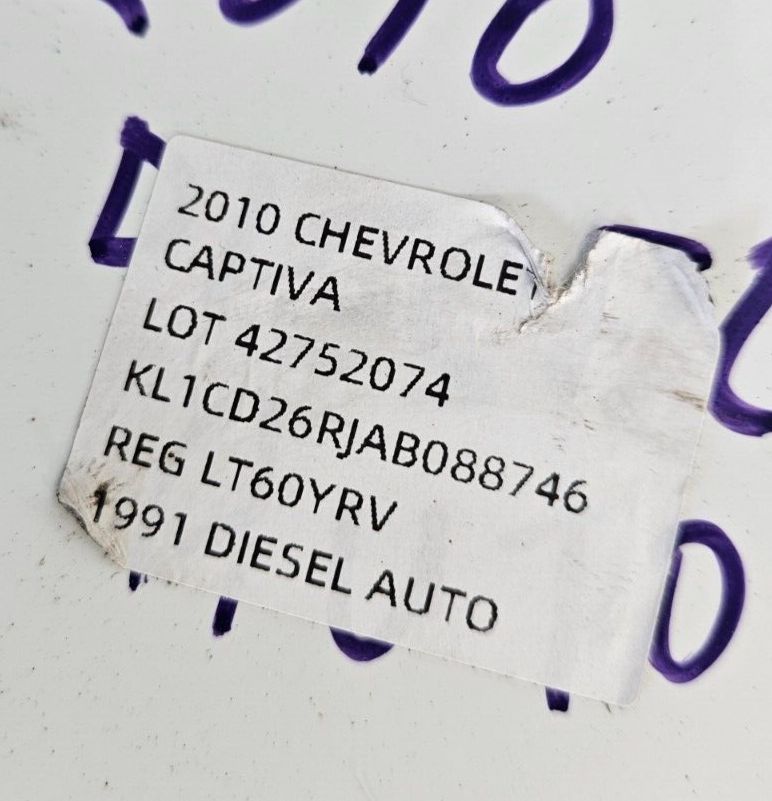 2010 CHEVROLET
CAPTIVA
LOT 42752074
KL1CD26RJAB088746
REG LT60YRV
1991 DIESEL AUTO